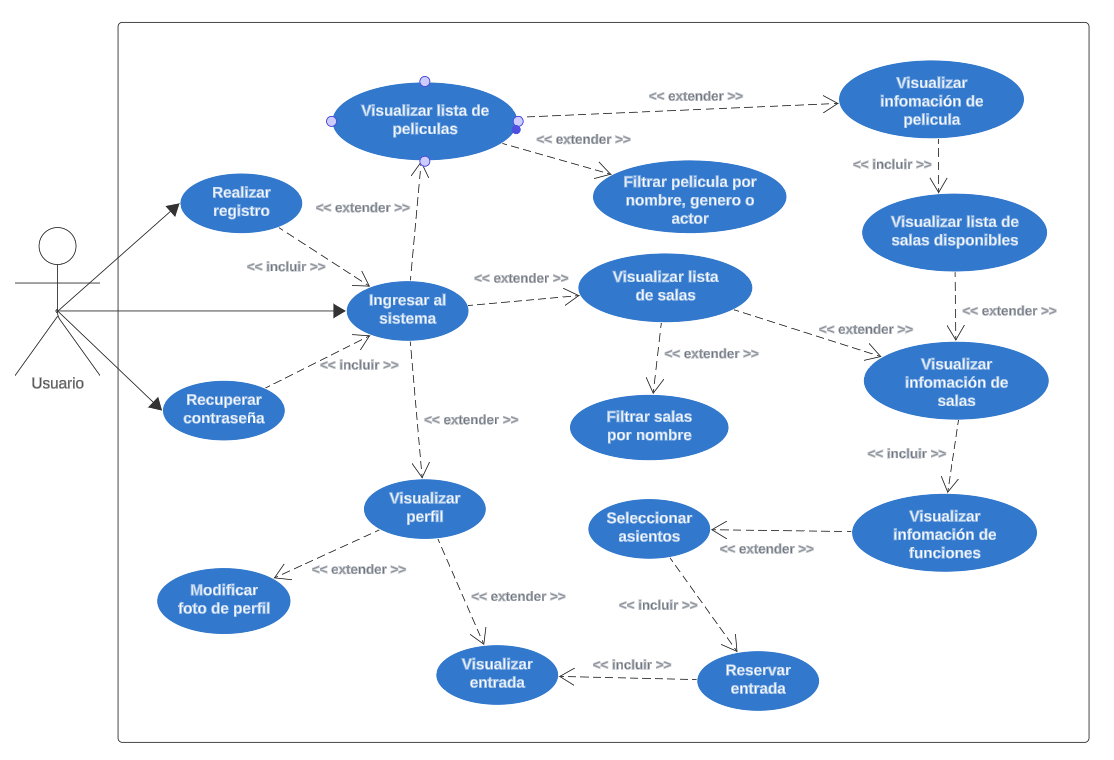 Visualizar lista de
peliculas
<< extender >>
Visualizar
infomación de
pelicula
<< extender >>
<< incluir >>
Filtrar pelicula por
nombre, genero o
actor
Realizar
registro
<< extender >>
Visualizar lista de
salas disponibles
<< incluir >>
<< extender >>
Visualizar lista
de salas
Ingresar al
sistema
<< extender >>
<< extender >>
<< extender >>
Usuario
<< incluir >>
Visualizar
infomación de
salas
Recuperar
contraseña
<< extender >>
Filtrar salas
por nombre
<< incluir >>
Visualizar
perfil
Seleccionar
asientos
Visualizar
infomación de
funciones
<< extender >>
<< extender >>
Modificar
foto de perfil
<< extender >>
<< incluir >>
Visualizar
entrada
<< incluir >>
Reservar
entrada